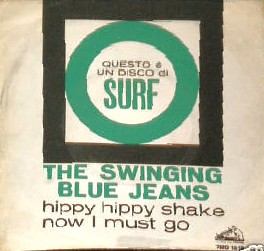 QUESTO è
UN DISCO di
SURF
THE SWINGING
BLUE JEANS
hippy hippy shake
now I must go